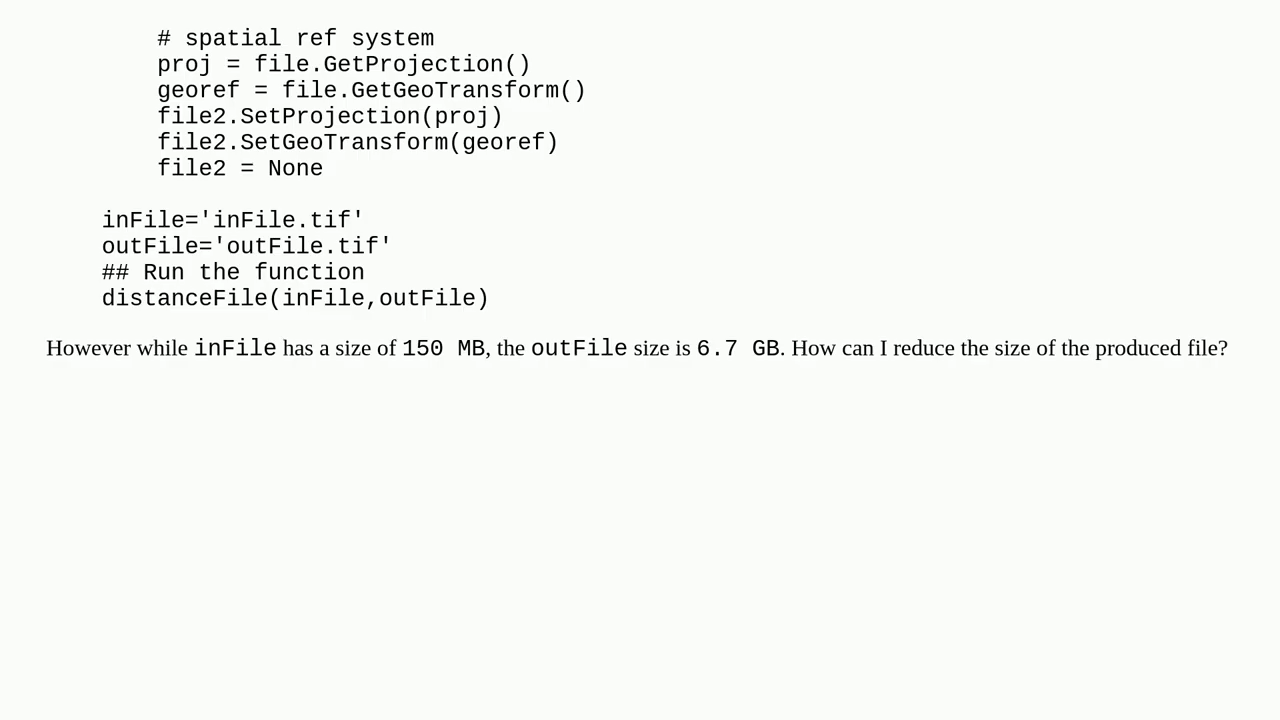 # spatial ref system
proj = file.GetProjection()
georef = file.GetGeoTransform()
file2.SetProjection(proj)
file2.SetGeoTransform(georef)
file2 = None
inFile='inFile.tif'
outFile='outFile.tif'
## Run the function
distanceFile(inFile,outFile)
However while inFile has a size of 150 MB, the outFile size is 6.7 GB. How can I reduce the size of the produced file?